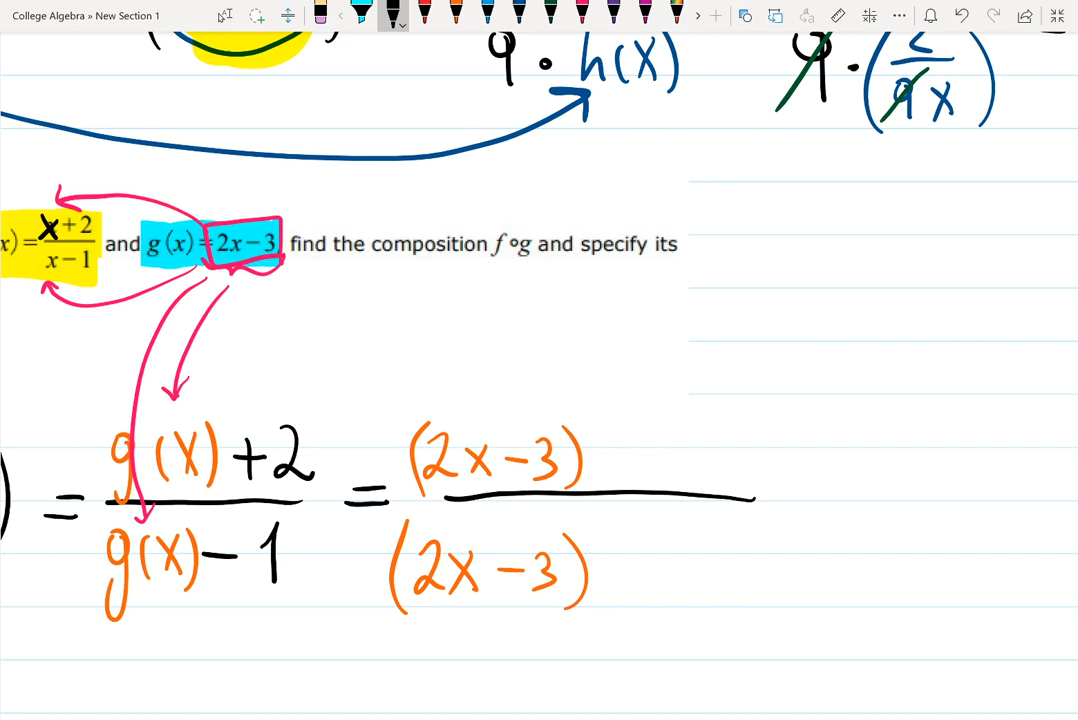 College Algebra » New Section 1
9 · h(x)
9 · (2/9x)
x) = x+2/x−1 and g(x) = 2x−3, find the composition f∘g and specify its
) = g(x) + 2/g(x) − 1 = (2x − 3)/(2x − 3)